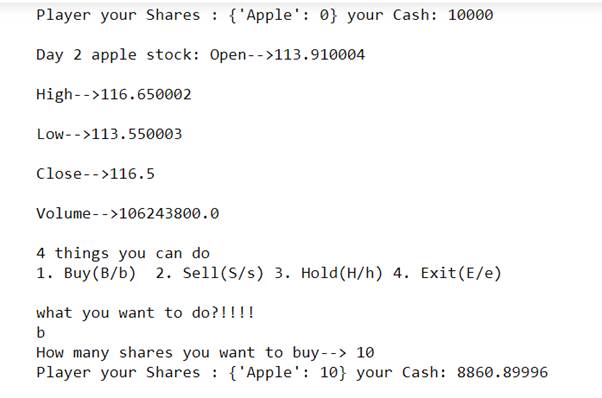 Player your Shares : {'Apple': 0} your Cash: 10000
Day 2 apple stock: Open-->113.910004
High-->116.650002
Low-->113.550003
Close-->116.5
Volume-->106243800.0
4 things you can do
1. Buy(B/b)  2. Sell(S/s) 3. Hold(H/h) 4. Exit(E/e)
what you want to do?!!!!
b
How many shares you want to buy--> 10
Player your Shares : {'Apple': 10} your Cash: 8860.89996